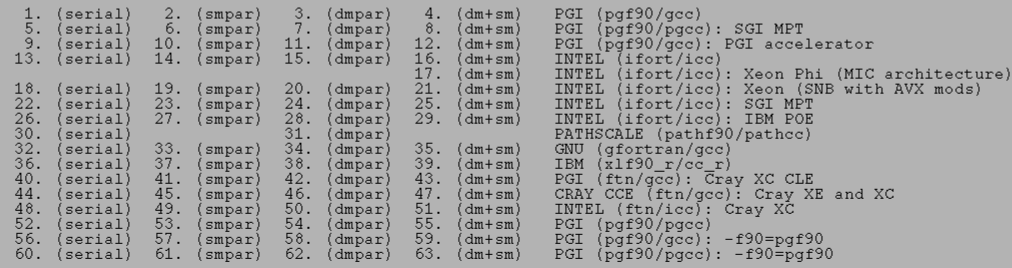 1. (serial) 2. (smpar) 3. (dmpar) 4. (dm+sm) PGI (pgf90/gcc)
5. (serial) 6. (smpar) 7. (dmpar) 8. (dm+sm) PGI (pgf90/pgcc): SGI MPT
9. (serial) 10. (smpar) 11. (dmpar) 12. (dm+sm) PGI (pgf90/gcc): PGI accelerator
13. (serial) 14. (smpar) 15. (dmpar) 16. (dm+sm) INTEL (ifort/icc)
17. (dm+sm) INTEL (ifort/icc): Xeon Phi (MIC architecture)
18. (serial) 19. (smpar) 20. (dmpar) 21. (dm+sm) INTEL (ifort/icc): Xeon (SNB with AVX mods)
22. (serial) 23. (smpar) 24. (dmpar) 25. (dm+sm) INTEL (ifort/icc): SGI MPT
26. (serial) 27. (smpar) 28. (dmpar) 29. (dm+sm) INTEL (ifort/icc): IBM POE
30. (serial) 31. (dmpar) PATHSCALE (pathf90/pathcc)
32. (serial) 33. (smpar) 34. (dmpar) 35. (dm+sm) GNU (gfortran/gcc)
36. (serial) 37. (smpar) 38. (dmpar) 39. (dm+sm) IBM (xlf90_r/cc_r)
40. (serial) 41. (smpar) 42. (dmpar) 43. (dm+sm) PGI (ftn/gcc): Cray XC CLE
44. (serial) 45. (smpar) 46. (dmpar) 47. (dm+sm) CRAY CCE (ftn/gcc): Cray XE and XC
48. (serial) 49. (smpar) 50. (dmpar) 51. (dm+sm) INTEL (ftn/icc): Cray XC
52. (serial) 53. (smpar) 54. (dmpar) 55. (dm+sm) PGI (pgf90/pgcc)
56. (serial) 57. (smpar) 58. (dmpar) 59. (dm+sm) PGI (pgf90/gcc): -f90=pgf90
60. (serial) 61. (smpar) 62. (dmpar) 63. (dm+sm) PGI (pgf90/pgcc): -f90=pgf90